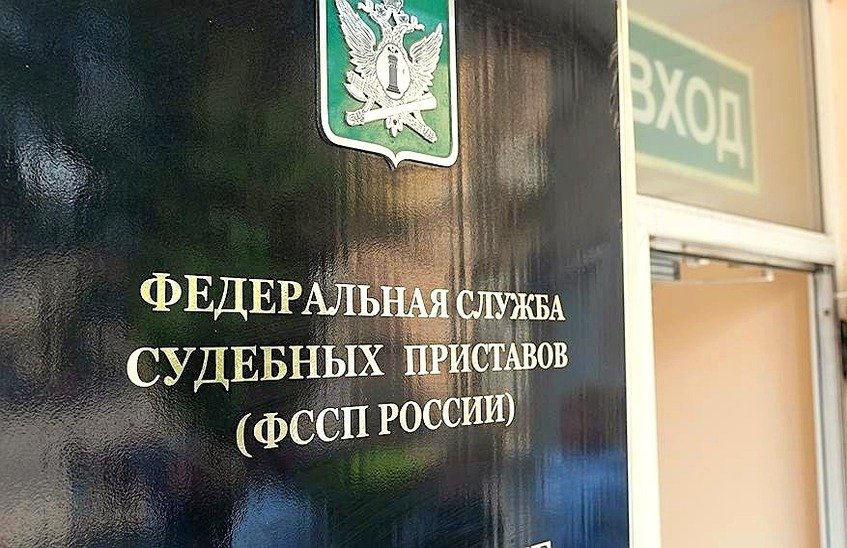 ФЕДЕРАЛЬНАЯ СЛУЖБА
СУДЕБНЫХ ПРИСТАВОВ
(ФССП РОССИИ)
ВХОД